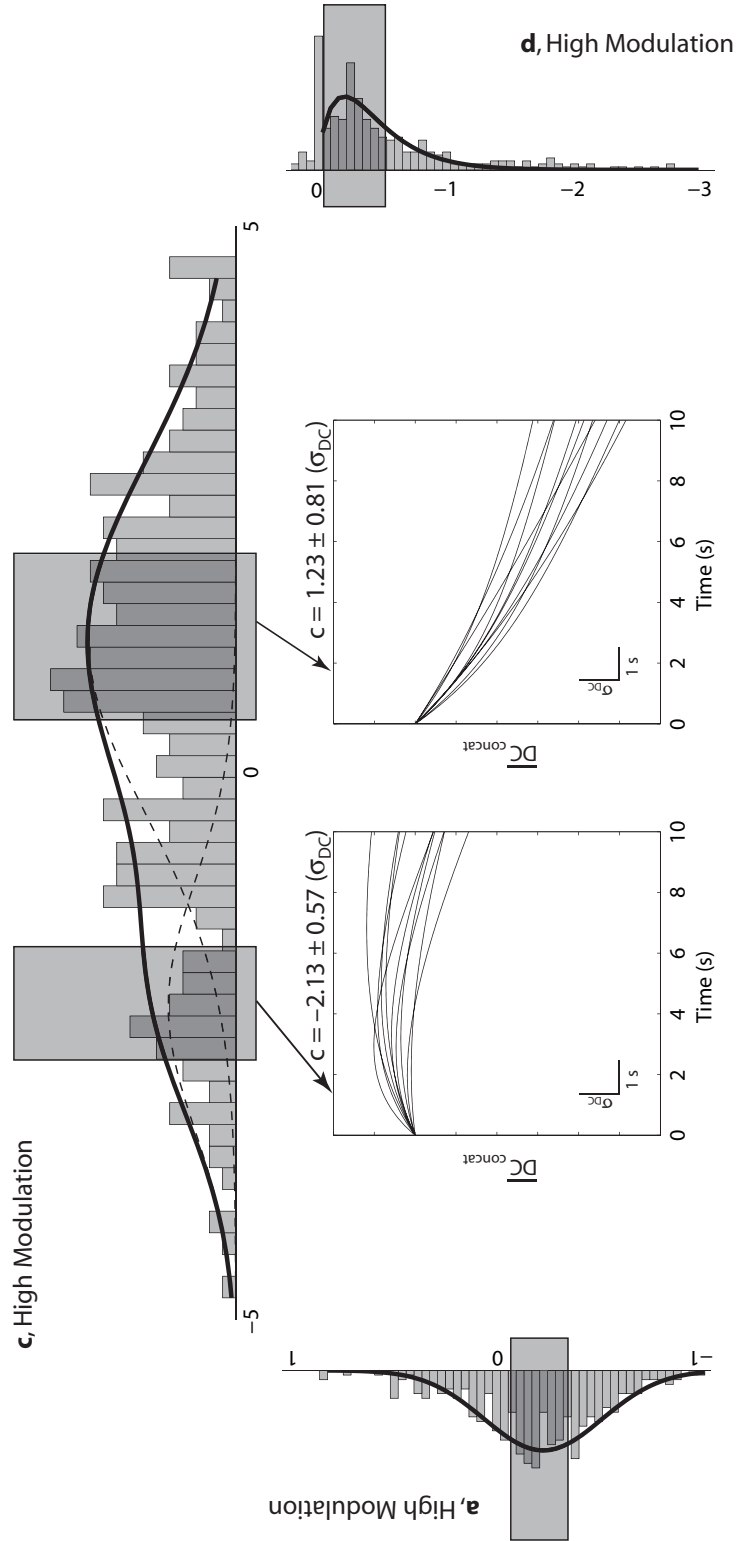 c, High Modulation
−5
0
5
a, High Modulation
1
0
−1
c = −2.13 ± 0.57 (σDC)
DC concat
σDC
1 s
0
2
4
6
8
10
Time (s)
c = 1.23 ± 0.81 (σDC)
DC concat
σDC
1 s
0
2
4
6
8
10
Time (s)
d, High Modulation
0
−1
−2
−3